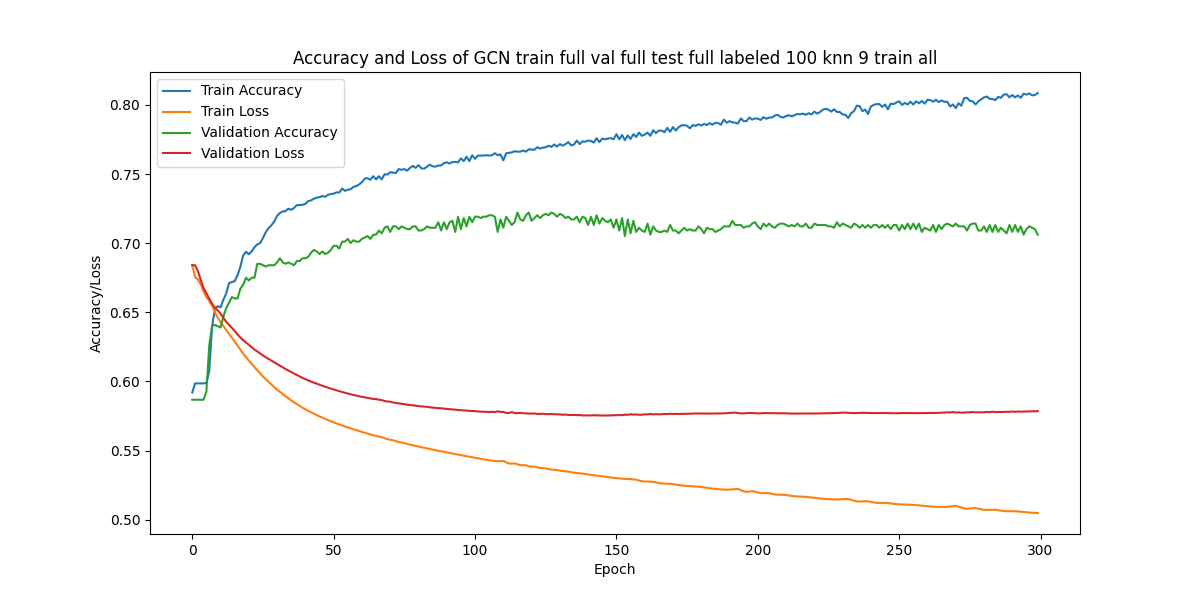 Accuracy and Loss of GCN train full val full test full labeled 100 knn 9 train all
Train Accuracy
Train Loss
Validation Accuracy
Validation Loss
Accuracy/Loss
0.80
0.75
0.70
0.65
0.60
0.55
0.50
0 50 100 150 200 250 300
Epoch